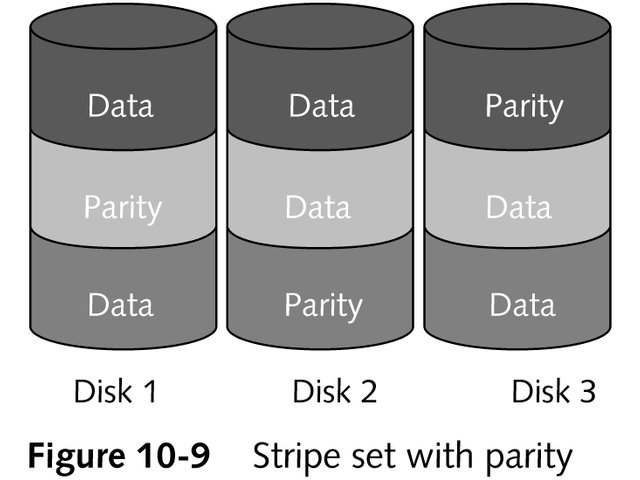 Data Data Parity
Parity Data Data
Data Parity Data
Disk 1 Disk 2 Disk 3
Figure 10-9 Stripe set with parity